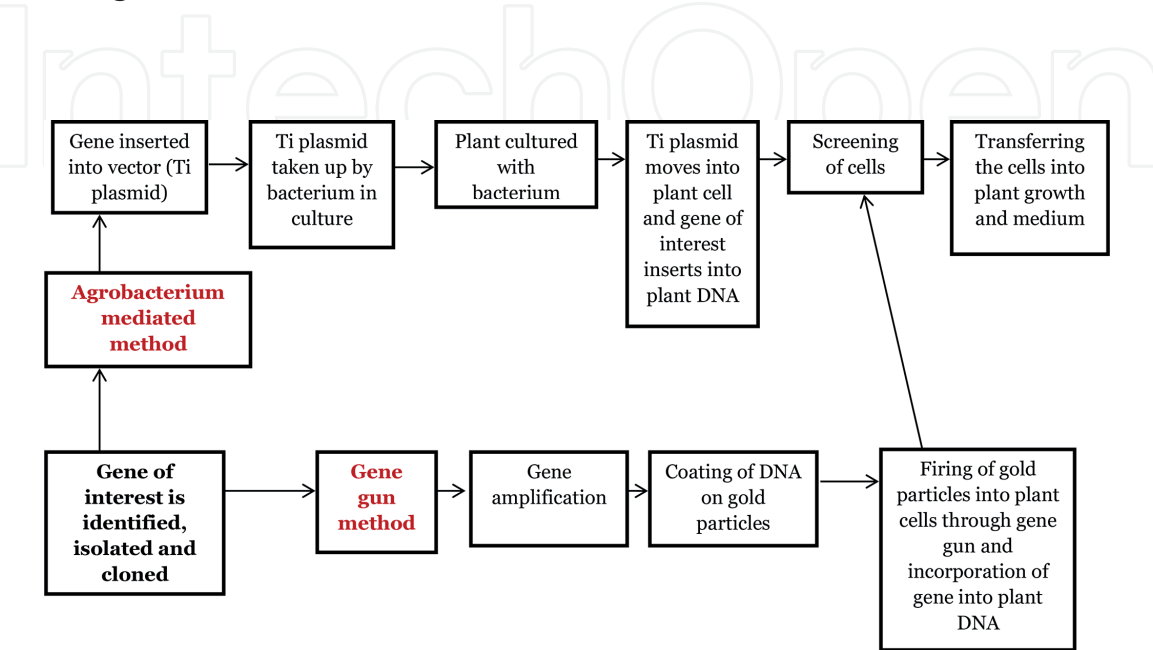 IntechOpen
Gene inserted
into vector (Ti
plasmid)
Ti plasmid
taken up by
bacterium in
culture
Plant cultured
with
bacterium
Ti plasmid
moves into
plant cell
and gene of
interest
inserts into
plant DNA
Screening
of cells
Transferring
the cells into
plant growth
and medium
Agrobacterium
mediated
method
Gene of
interest is
identified,
isolated and
cloned
Gene
gun
method
Gene
amplification
Coating of DNA
on gold
particles
Firing of gold
particles into plant
cells through gene
gun and
incorporation of
gene into plant
DNA